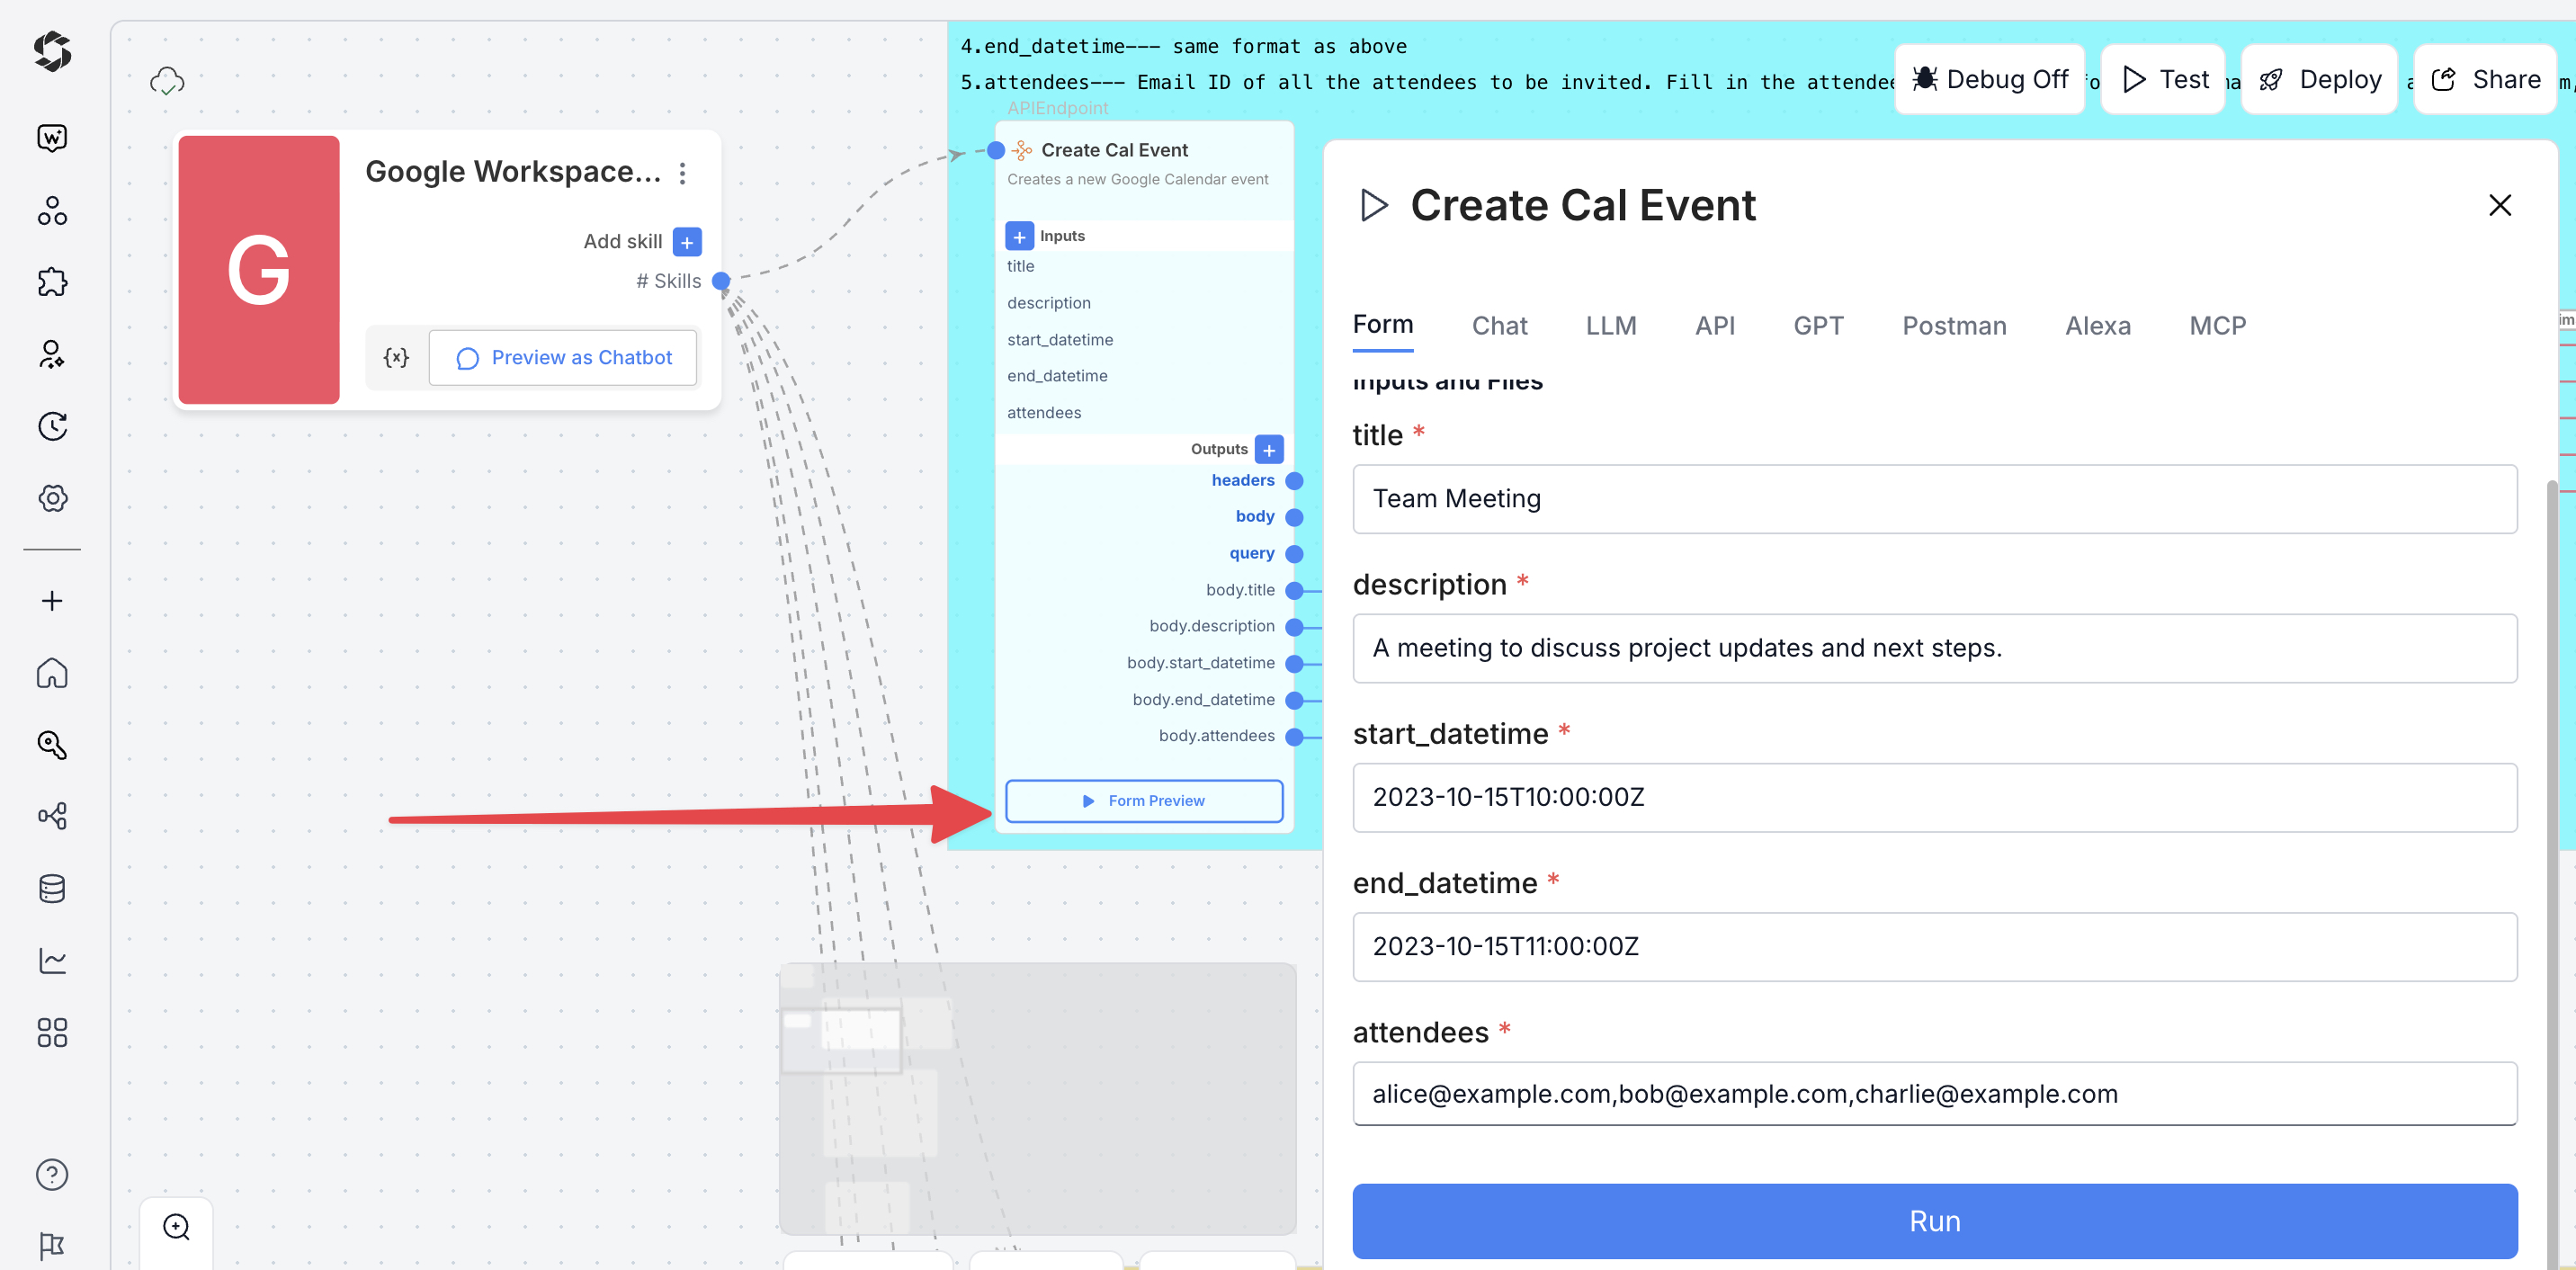 4.end_datetime--- same format as above
5.attendees--- Email ID of all the attendees to be invited. Fill in the
Debug Off
Test
Deploy
Share
APIEndpoint
Google Workspace...
Add skill
# Skills
G
{x}
Preview as Chatbot
Create Cal Event
Creates a new Google Calendar event
Inputs
title
description
start_datetime
end_datetime
attendees
Outputs
headers
body
query
body.title
body.description
body.start_datetime
body.end_datetime
body.attendees
Form Preview
Create Cal Event
Form Chat LLM API GPT Postman Alexa MCP
Inputs and Files
title *
Team Meeting
description *
A meeting to discuss project updates and next steps.
start_datetime *
2023-10-15T10:00:00Z
end_datetime *
2023-10-15T11:00:00Z
attendees *
alice@example.com,bob@example.com,charlie@example.com
Run